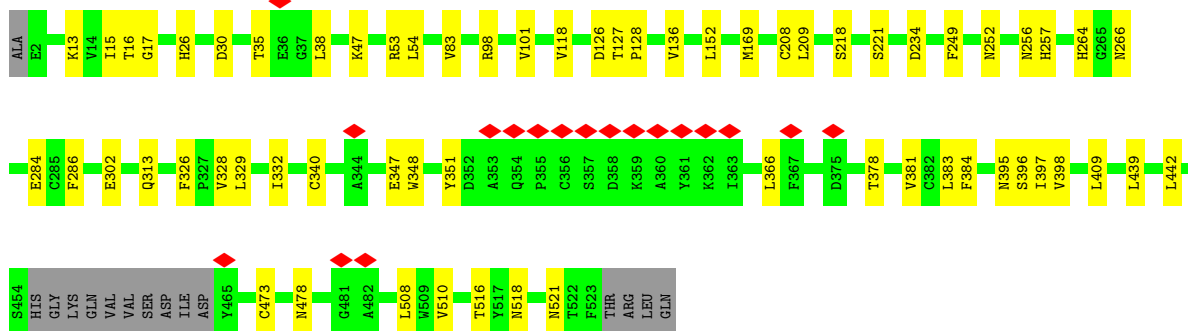 ALA E2 K13 V14 I15 T16 G17 H26 D30 T35 E36 G37 L38 K47 R53 L54 V83 R98 V101 V118 D126 T127 P128 V136 L152 M169 C208 L209 S218 S221 D234 F249 N252 N256 H257 H264 G265 N266
E284 C285 F286 E302 Q313 F326 P327 V328 L329 I332 C340 A344 E347 W348 Y351 D352 A353 Q354 P355 C356 S357 D358 K359 A360 Y361 K362 I363 L366 F367 D375 T378 V381 C382 L383 F384 N395 S396 I397 V398 L409 L439 L442
S454 HIS GLY LYS GLN VAL VAL SER ASP ILE ASP Y465 C473 N478 G481 A482 L508 W509 V510 T516 Y517 N518 N521 T522 F523 THR ARG LEU GLN